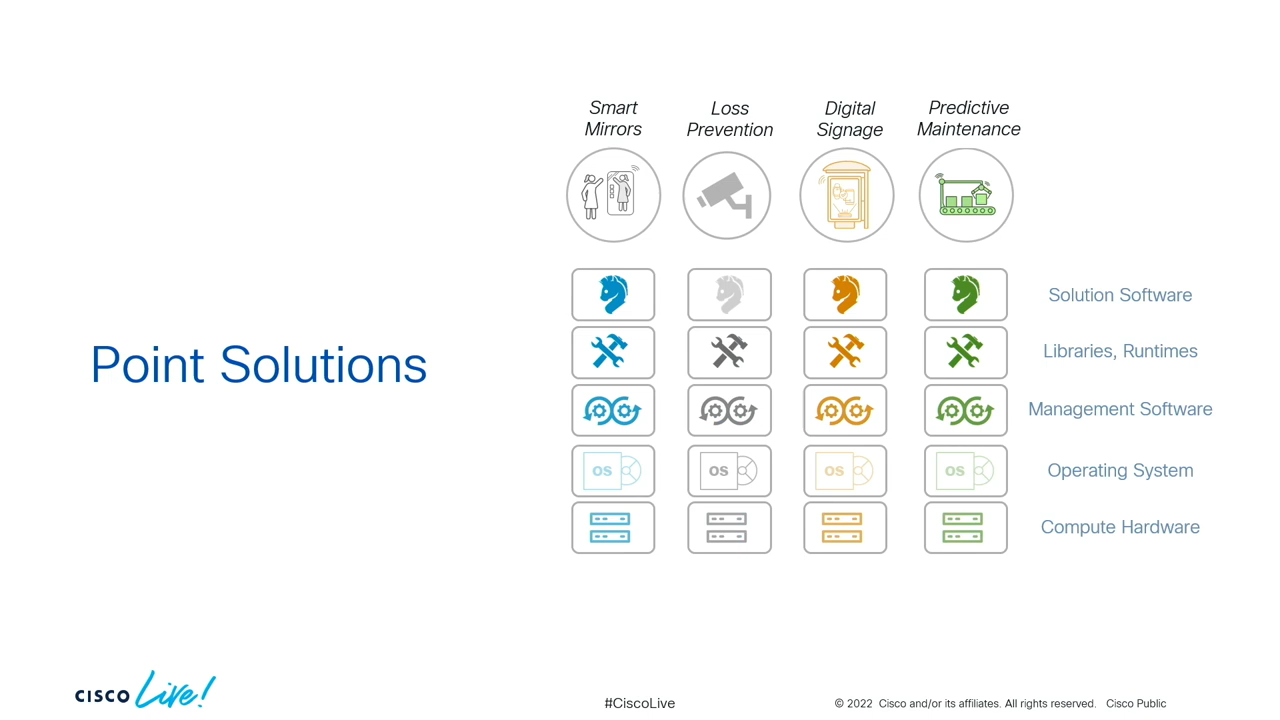 Smart
Mirrors
Loss
Prevention
Digital
Signage
Predictive
Maintenance
Solution Software
Libraries, Runtimes
Point Solutions
Management Software
OS
OS
OS
OS
Operating System
Compute Hardware
CISCO Live!
#CiscoLive
© 2022 Cisco and/or its affiliates. All rights reserved. Cisco Public